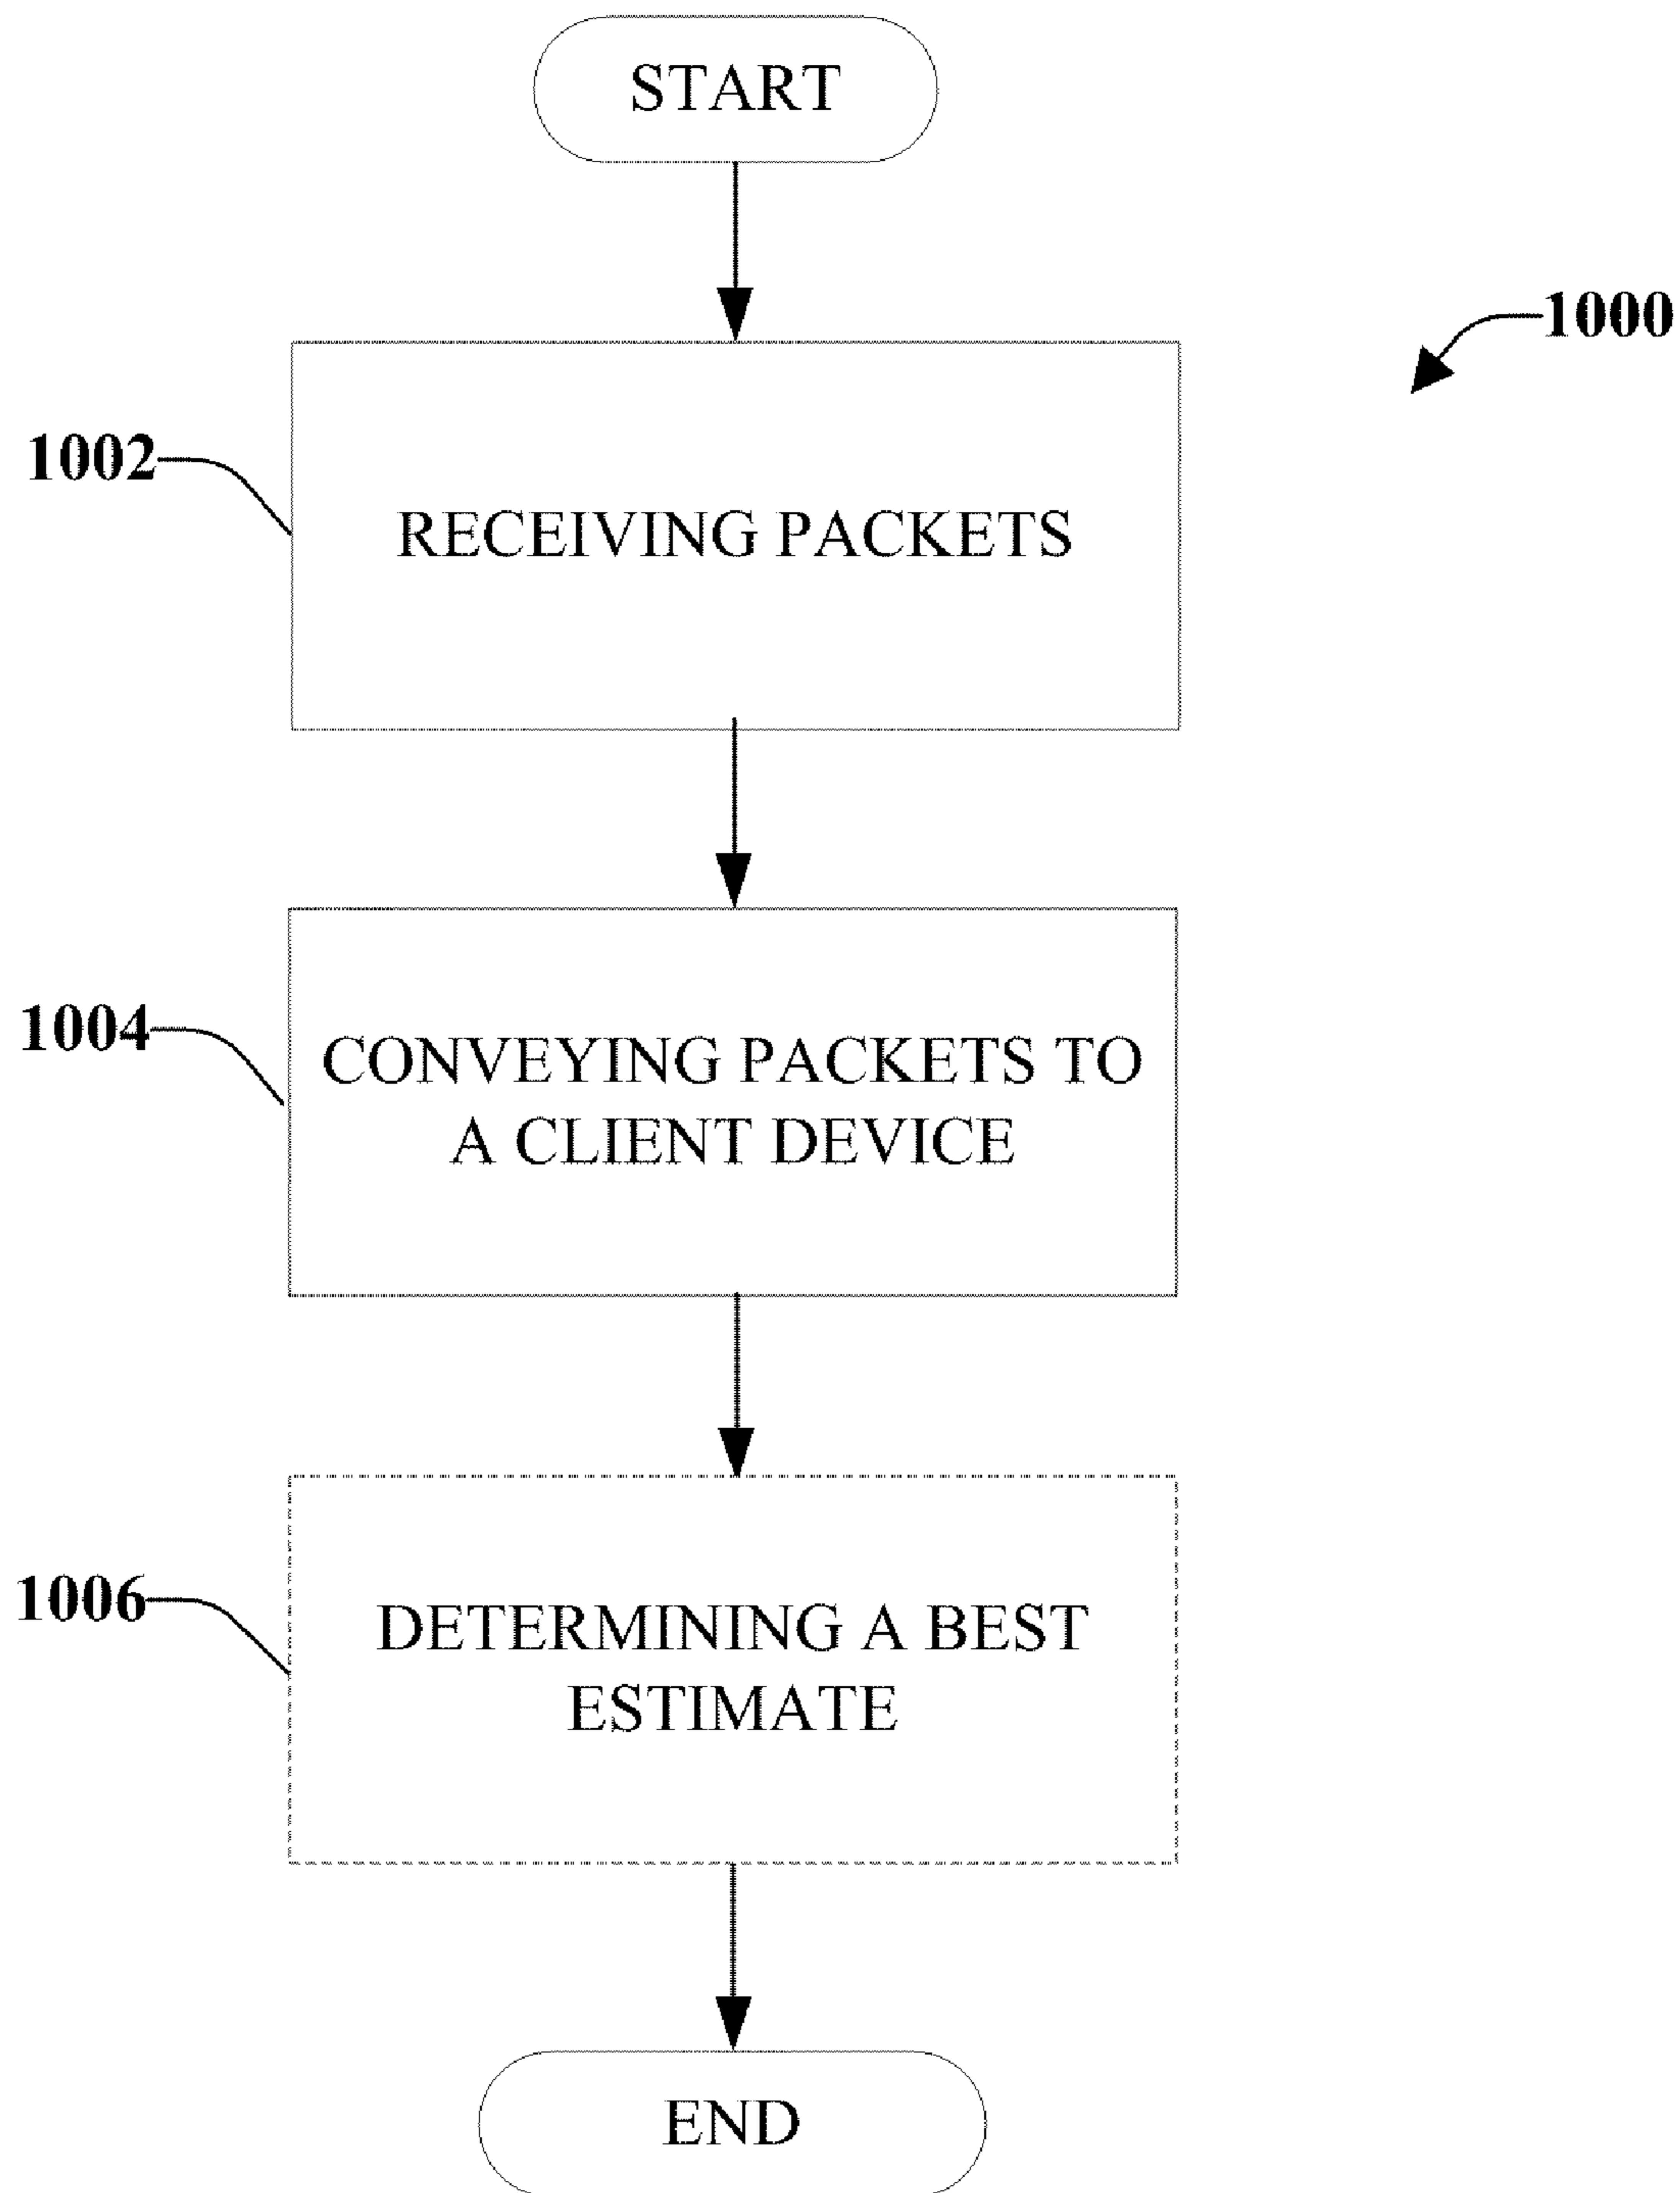 START
1000
1002
RECEIVING PACKETS
1004
CONVEYING PACKETS TO
A CLIENT DEVICE
1006
DETERMINING A BEST
ESTIMATE
END